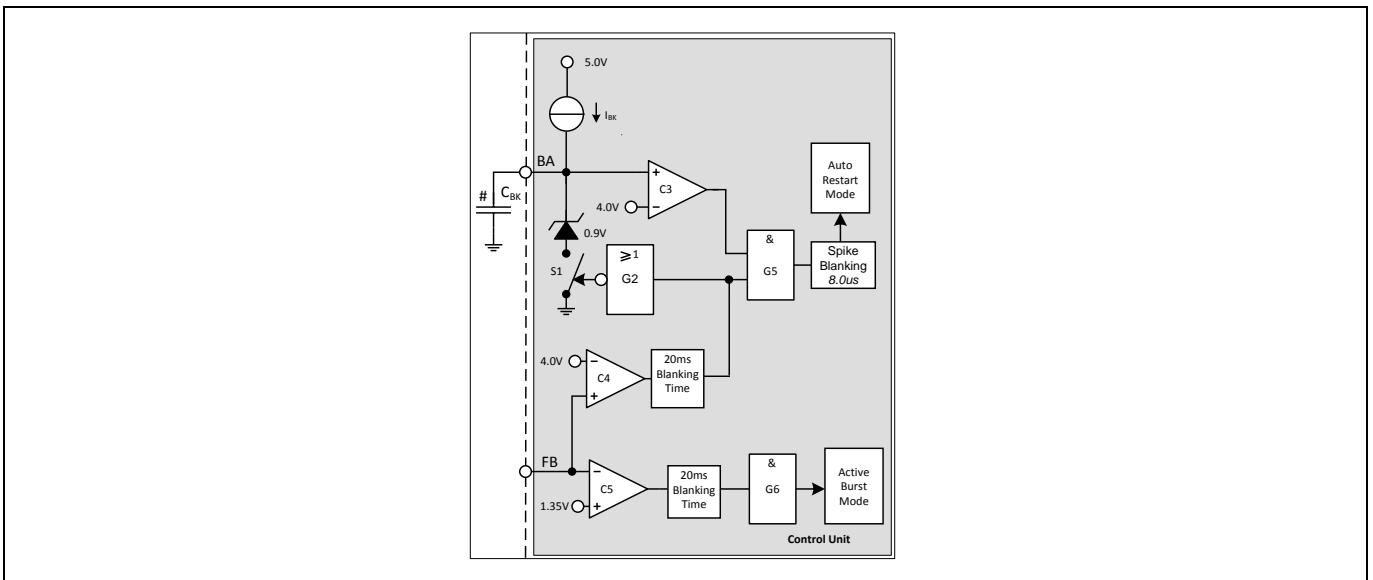 5.0V
I_BK
BA
# C_BK
+
C3
4.0V
−
Auto
Restart
Mode
0.9V
S1
≥1
G2
&
G5
Spike
Blanking
8.0us
4.0V
−
C4
+
20ms
Blanking
Time
FB
−
C5
1.35V
+
20ms
Blanking
Time
&
G6
Active
Burst
Mode
Control Unit